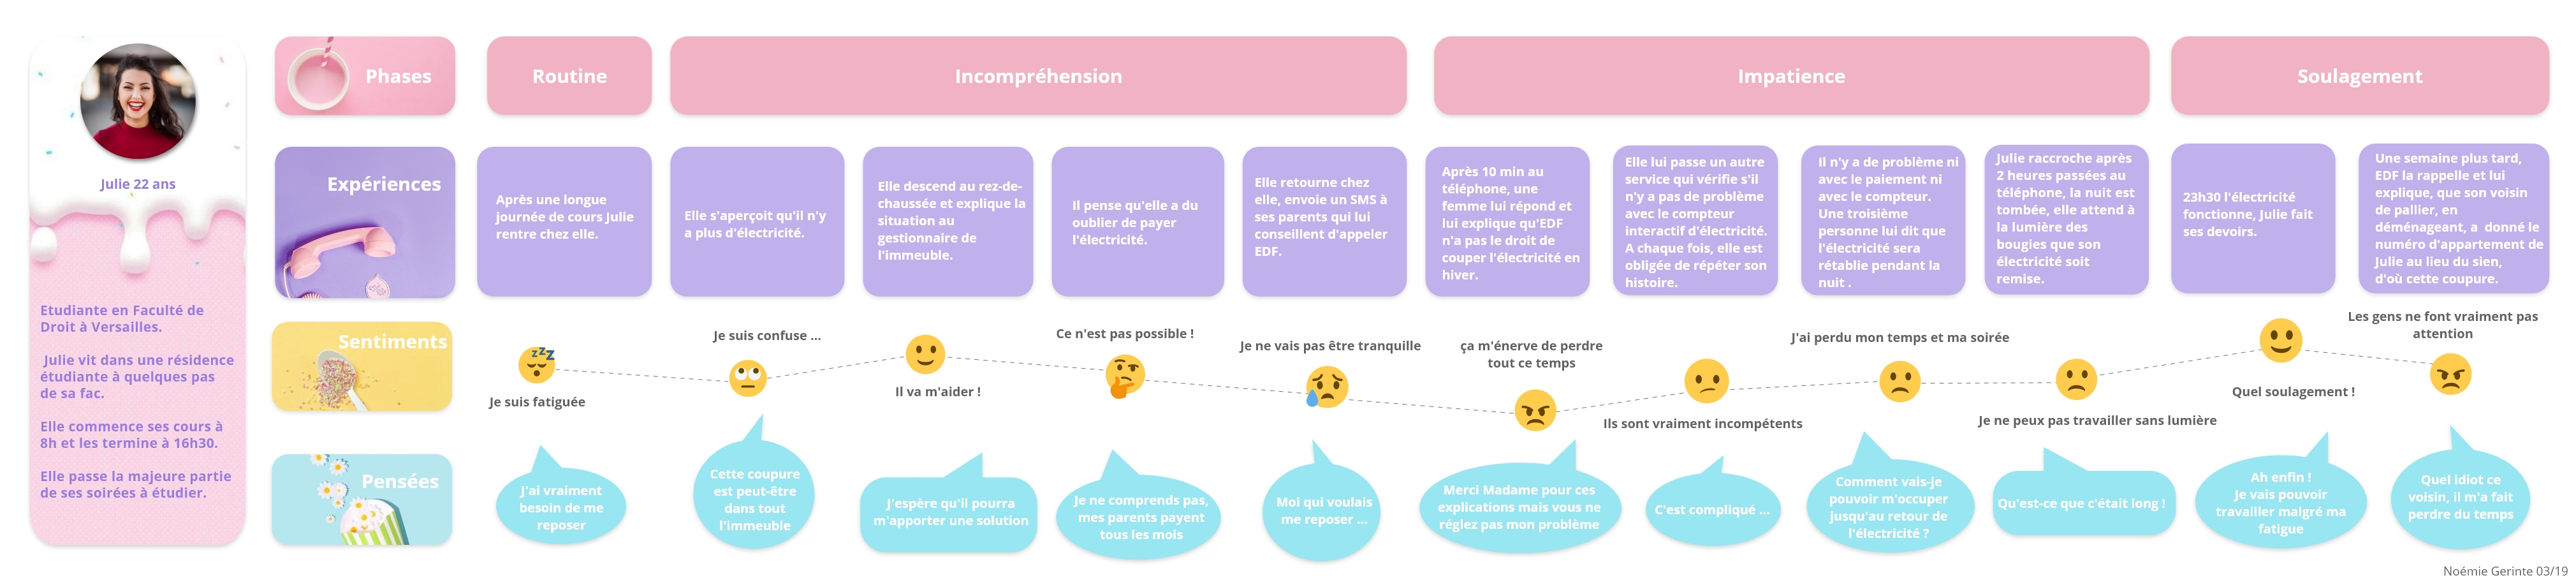 Julie 22 ans
Etudiante en Faculté de
Droit à Versailles.
Julie vit dans une résidence
étudiante à quelques pas
de sa fac.
Elle commence ses cours à
8h et les termine à 16h30.
Elle passe la majeure partie
de ses soirées à étudier.
Phases
Routine
Incompréhension
Impatience
Soulagement
Expériences
Après une longue
journée de cours Julie
rentre chez elle.
Elle s'aperçoit qu'il n'y
a plus d'électricité.
Elle descend au rez-de-
chaussée et explique la
situation au
gestionnaire de
l'immeuble.
Il pense qu'elle a du
oublier de payer
l'électricité.
Elle retourne chez
elle, envoie un SMS à
ses parents qui lui
conseillent d'appeler
EDF.
Après 10 min au
téléphone, une
femme lui répond et
lui explique qu'EDF
n'a pas le droit de
couper l'électricité en
hiver.
Elle lui passe un autre
service qui vérifie s'il
n'y a pas de problème
avec le compteur
interactif d'électricité.
A chaque fois, elle est
obligée de répéter son
histoire.
Il n'y a de problème ni
avec le paiement ni
avec le compteur.
Une troisième
personne lui dit que
l'électricité sera
rétablie pendant la
nuit .
Julie raccroche après
2 heures passées au
téléphone, la nuit est
tombée, elle attend à
la lumière des
bougies que son
électricité soit
remise.
23h30 l'électricité
fonctionne, Julie fait
ses devoirs.
Une semaine plus tard,
EDF la rappelle et lui
explique, que son voisin
de pallier, en
déménageant, a donné le
numéro d'appartement de
Julie au lieu du sien,
d'où cette coupure.
Sentiments
Je suis fatiguée
Je suis confuse ...
Il va m'aider !
Ce n'est pas possible !
Je ne vais pas être tranquille
ça m'énerve de perdre
tout ce temps
Ils sont vraiment incompétents
J'ai perdu mon temps et ma soirée
Je ne peux pas travailler sans lumière
Quel soulagement !
Les gens ne font vraiment pas
attention
Pensées
J'ai vraiment
besoin de me
reposer
Cette coupure
est peut-être
dans tout
l'immeuble
J'espère qu'il pourra
m'apporter une solution
Je ne comprends pas,
mes parents payent
tous les mois
Moi qui voulais
me reposer ...
Merci Madame pour ces
explications mais vous ne
réglez pas mon problème
C'est compliqué ...
Comment vais-je
pouvoir m'occuper
jusqu'au retour de
l'électricité ?
Qu'est-ce que c'était long !
Ah enfin !
Je vais pouvoir
travailler malgré ma
fatigue
Quel idiot ce
voisin, il m'a fait
perdre du temps
Noémie Gerinte 03/19